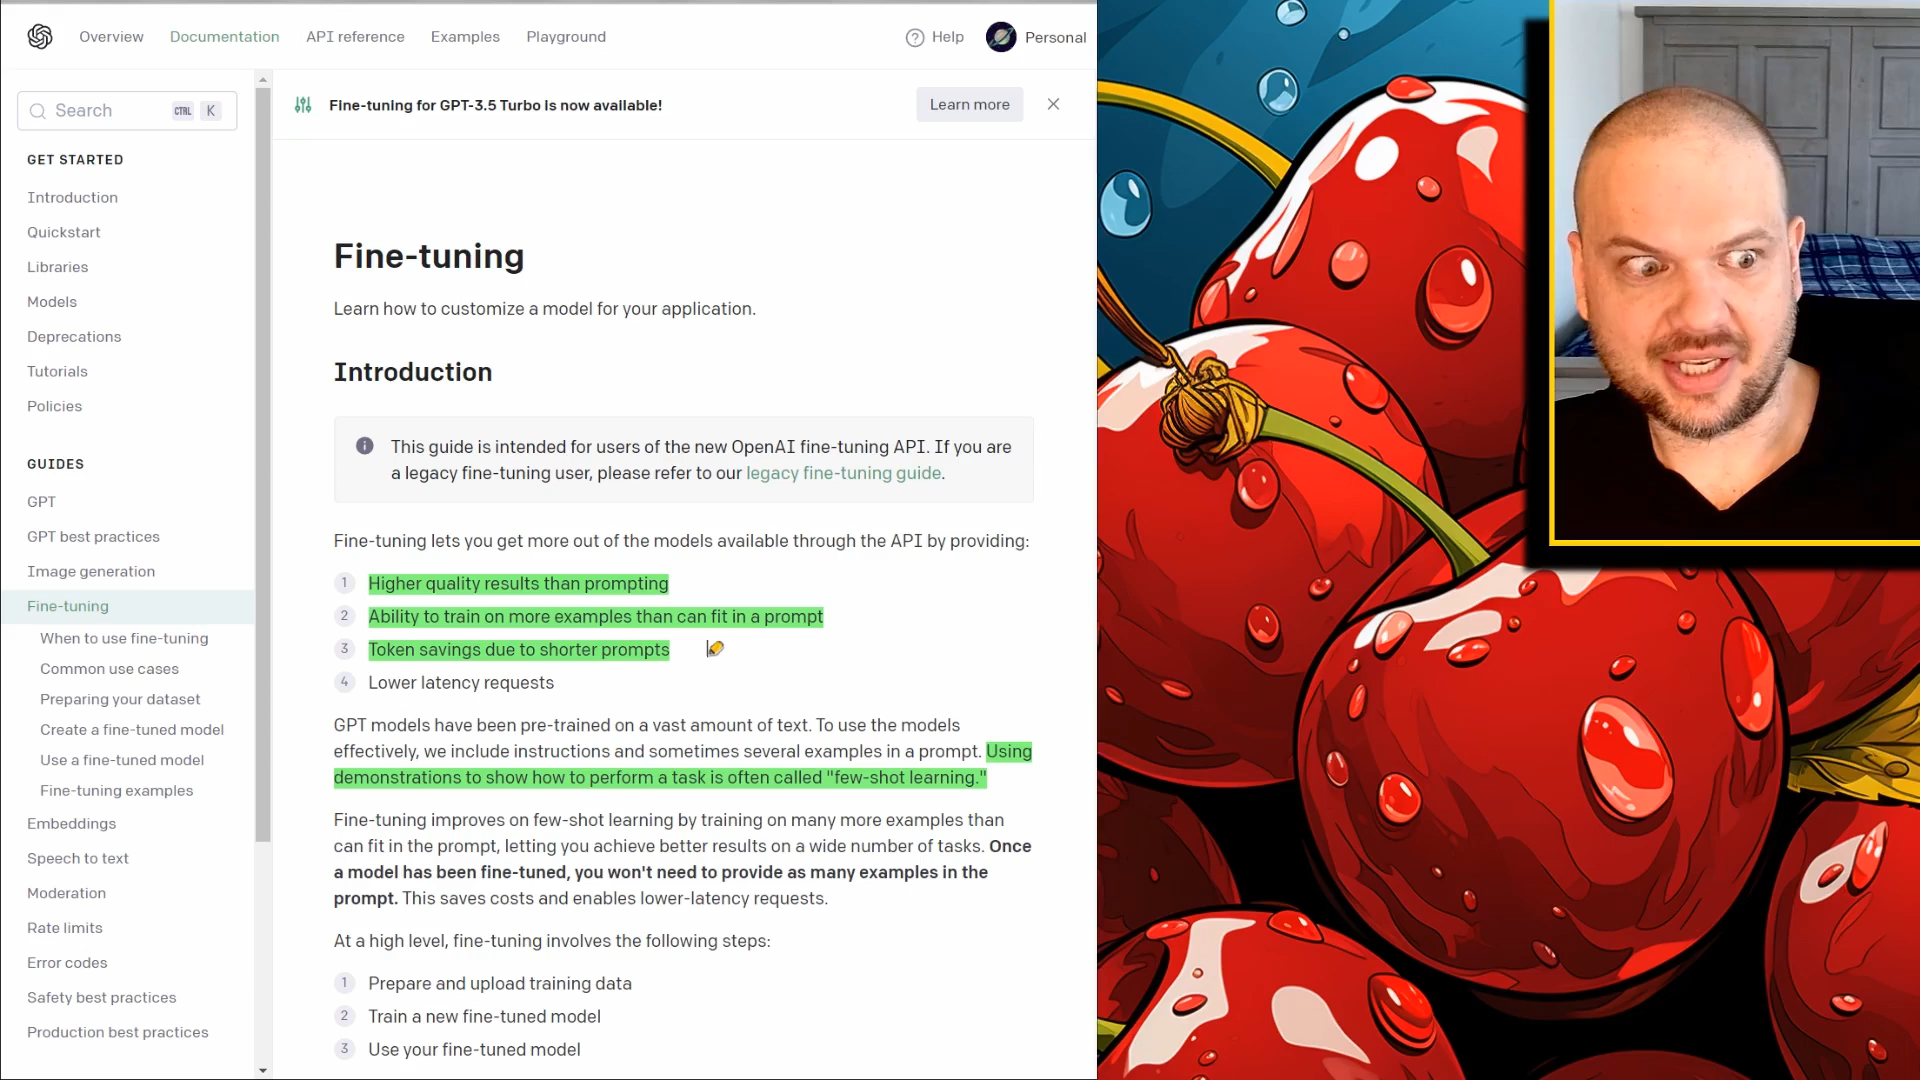 Overview Documentation API reference Examples Playground Help Personal
Search CTRL K
Fine-tuning for GPT-3.5 Turbo is now available! Learn more
GET STARTED
Introduction
Quickstart
Libraries
Models
Deprecations
Tutorials
Policies
GUIDES
GPT
GPT best practices
Image generation
Fine-tuning
When to use fine-tuning
Common use cases
Preparing your dataset
Create a fine-tuned model
Use a fine-tuned model
Fine-tuning examples
Embeddings
Speech to text
Moderation
Rate limits
Error codes
Safety best practices
Production best practices
Fine-tuning
Learn how to customize a model for your application.
Introduction
This guide is intended for users of the new OpenAI fine-tuning API. If you are
a legacy fine-tuning user, please refer to our legacy fine-tuning guide.
Fine-tuning lets you get more out of the models available through the API by providing:
1 Higher quality results than prompting
2 Ability to train on more examples than can fit in a prompt
3 Token savings due to shorter prompts
4 Lower latency requests
GPT models have been pre-trained on a vast amount of text. To use the models
effectively, we include instructions and sometimes several examples in a prompt. Using
demonstrations to show how to perform a task is often called "few-shot learning."
Fine-tuning improves on few-shot learning by training on many more examples than
can fit in the prompt, letting you achieve better results on a wide number of tasks. Once
a model has been fine-tuned, you won't need to provide as many examples in the
prompt. This saves costs and enables lower-latency requests.
At a high level, fine-tuning involves the following steps:
1 Prepare and upload training data
2 Train a new fine-tuned model
3 Use your fine-tuned model